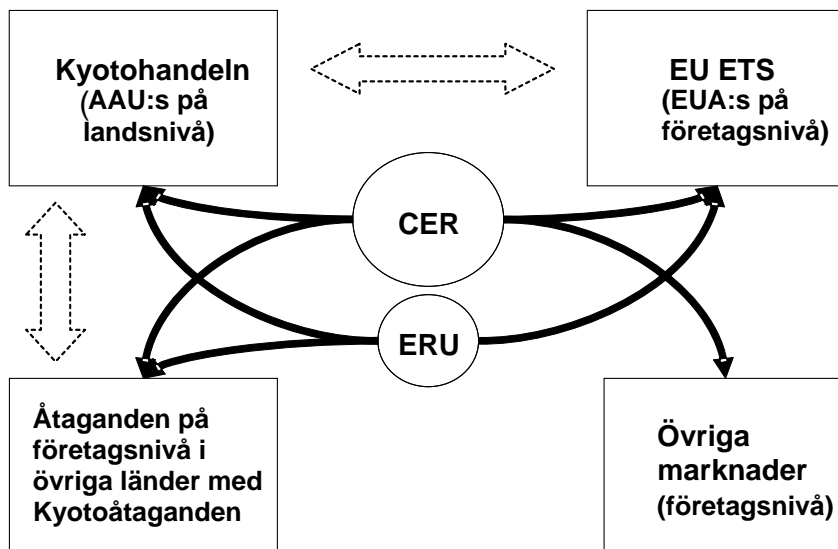 Kyotohandeln
(AAU:s på
landsnivå)
EU ETS
(EUA:s på
företagsnivå)
CER
ERU
Åtaganden på
företagsnivå i
övriga länder med
Kyotoåtaganden
Övriga
marknader
(företagsnivå)